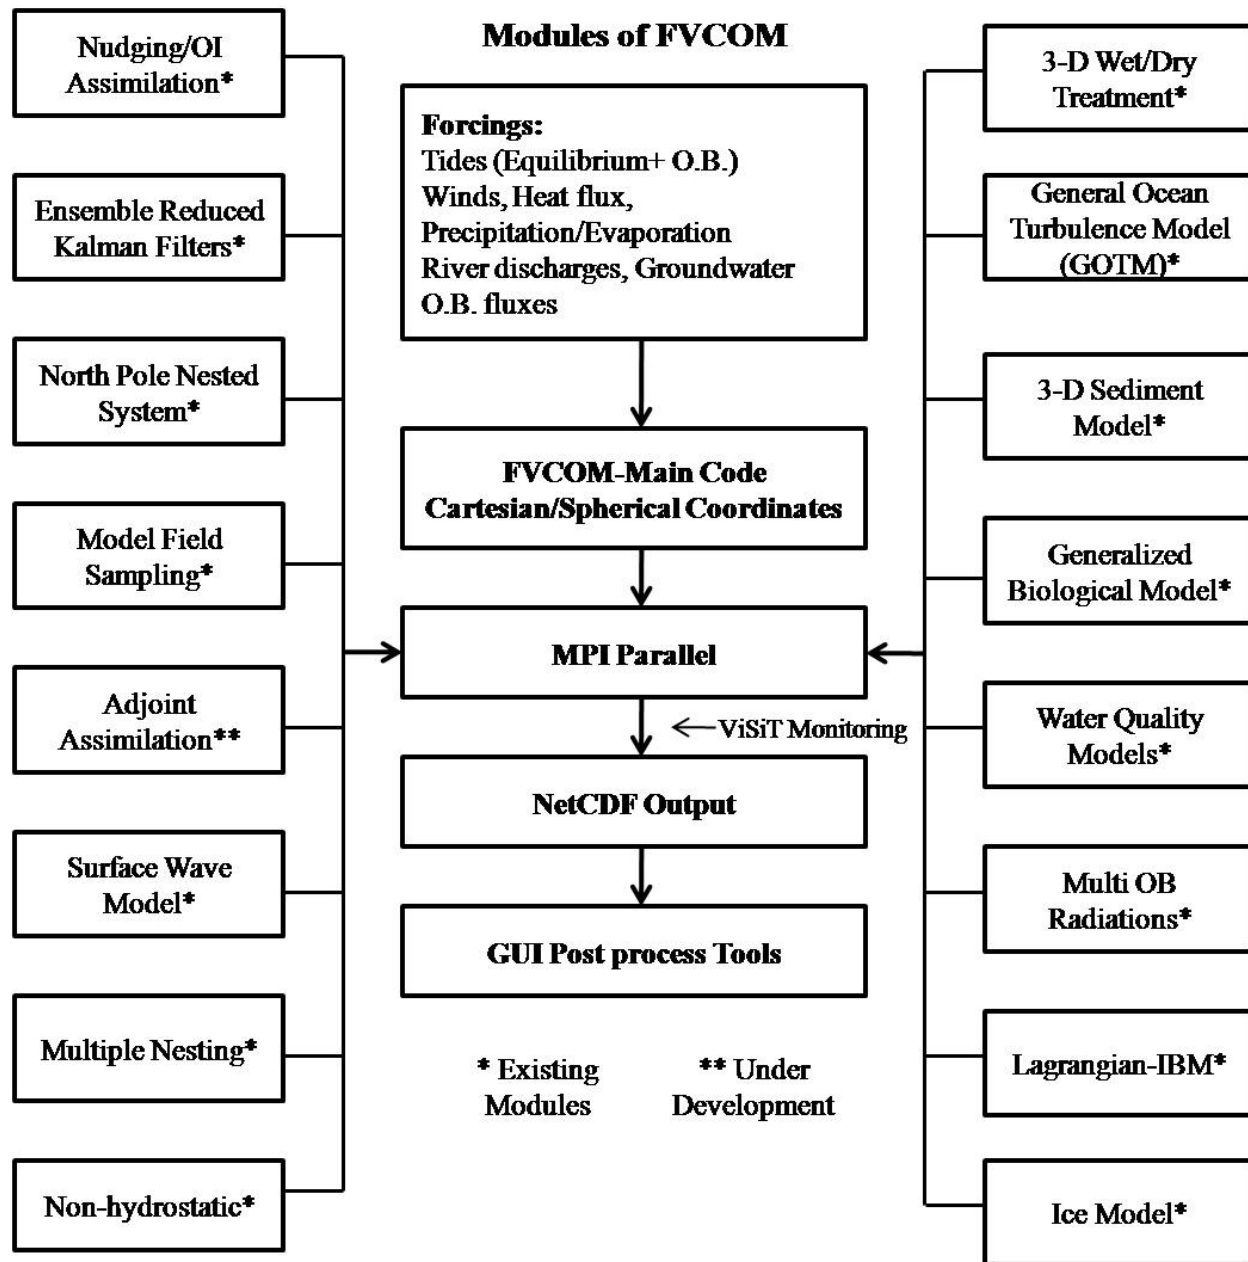 Modules of FVCOM
Nudging/OI
Assimilation*
Ensemble Reduced
Kalman Filters*
North Pole Nested
System*
Model Field
Sampling*
Adjoint
Assimilation**
Surface Wave
Model*
Multiple Nesting*
Non-hydrostatic*
Forcings:
Tides (Equilibrium+ O.B.)
Winds, Heat flux,
Precipitation/Evaporation
River discharges, Groundwater
O.B. fluxes
FVCOM-Main Code
Cartesian/Spherical Coordinates
MPI Parallel
ViSiT Monitoring
NetCDF Output
GUI Post process Tools
* Existing
Modules
** Under
Development
3-D Wet/Dry
Treatment*
General Ocean
Turbulence Model
(GOTM)*
3-D Sediment
Model*
Generalized
Biological Model*
Water Quality
Models*
Multi OB
Radiations*
Lagrangian-IBM*
Ice Model*